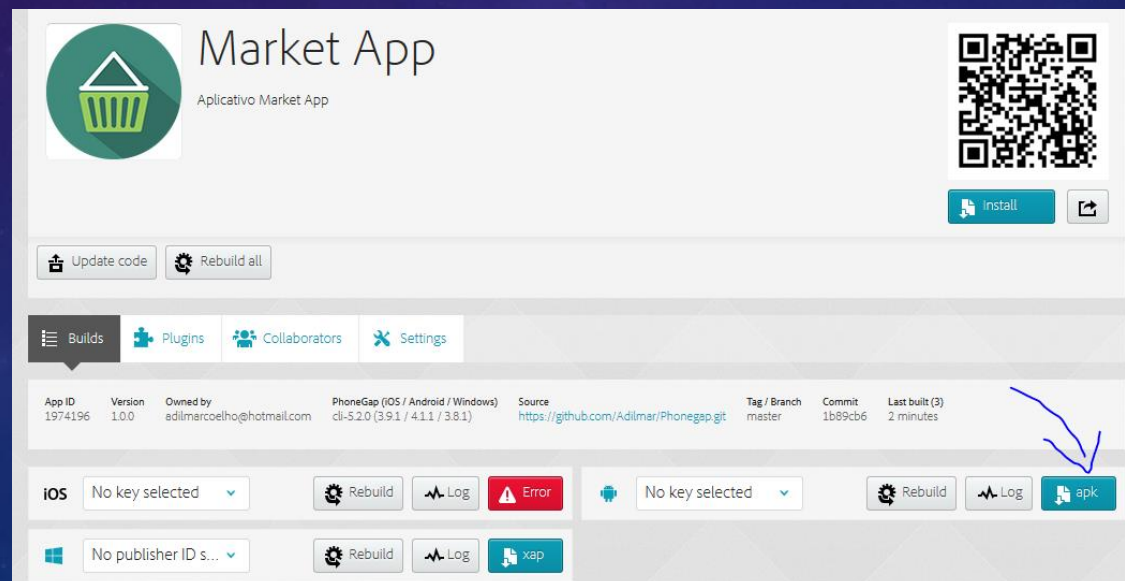 Market App
Aplicativo Market App
Install
Update code
Rebuild all
Builds
Plugins
Collaborators
Settings
App ID Version Owned by PhoneGap (iOS / Android / Windows) Source Tag / Branch Commit Last built (3)
1974196 1.0.0 adilmarcoelho@hotmail.com cli-5.2.0 (3.9.1 / 4.1.1 / 3.8.1) https://github.com/Adilmar/Phonegap.git master 1b89cb6 2 minutes
iOS No key selected Rebuild Log Error No key selected Rebuild Log apk
No publisher ID s... Rebuild Log xap